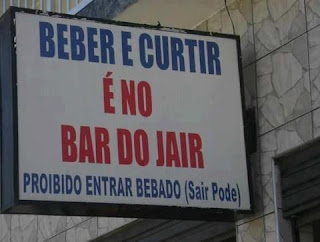 BEBER E CURTIR
É NO
BAR DO JAIR
PROIBIDO ENTRAR BEBADO (Sair Pode)